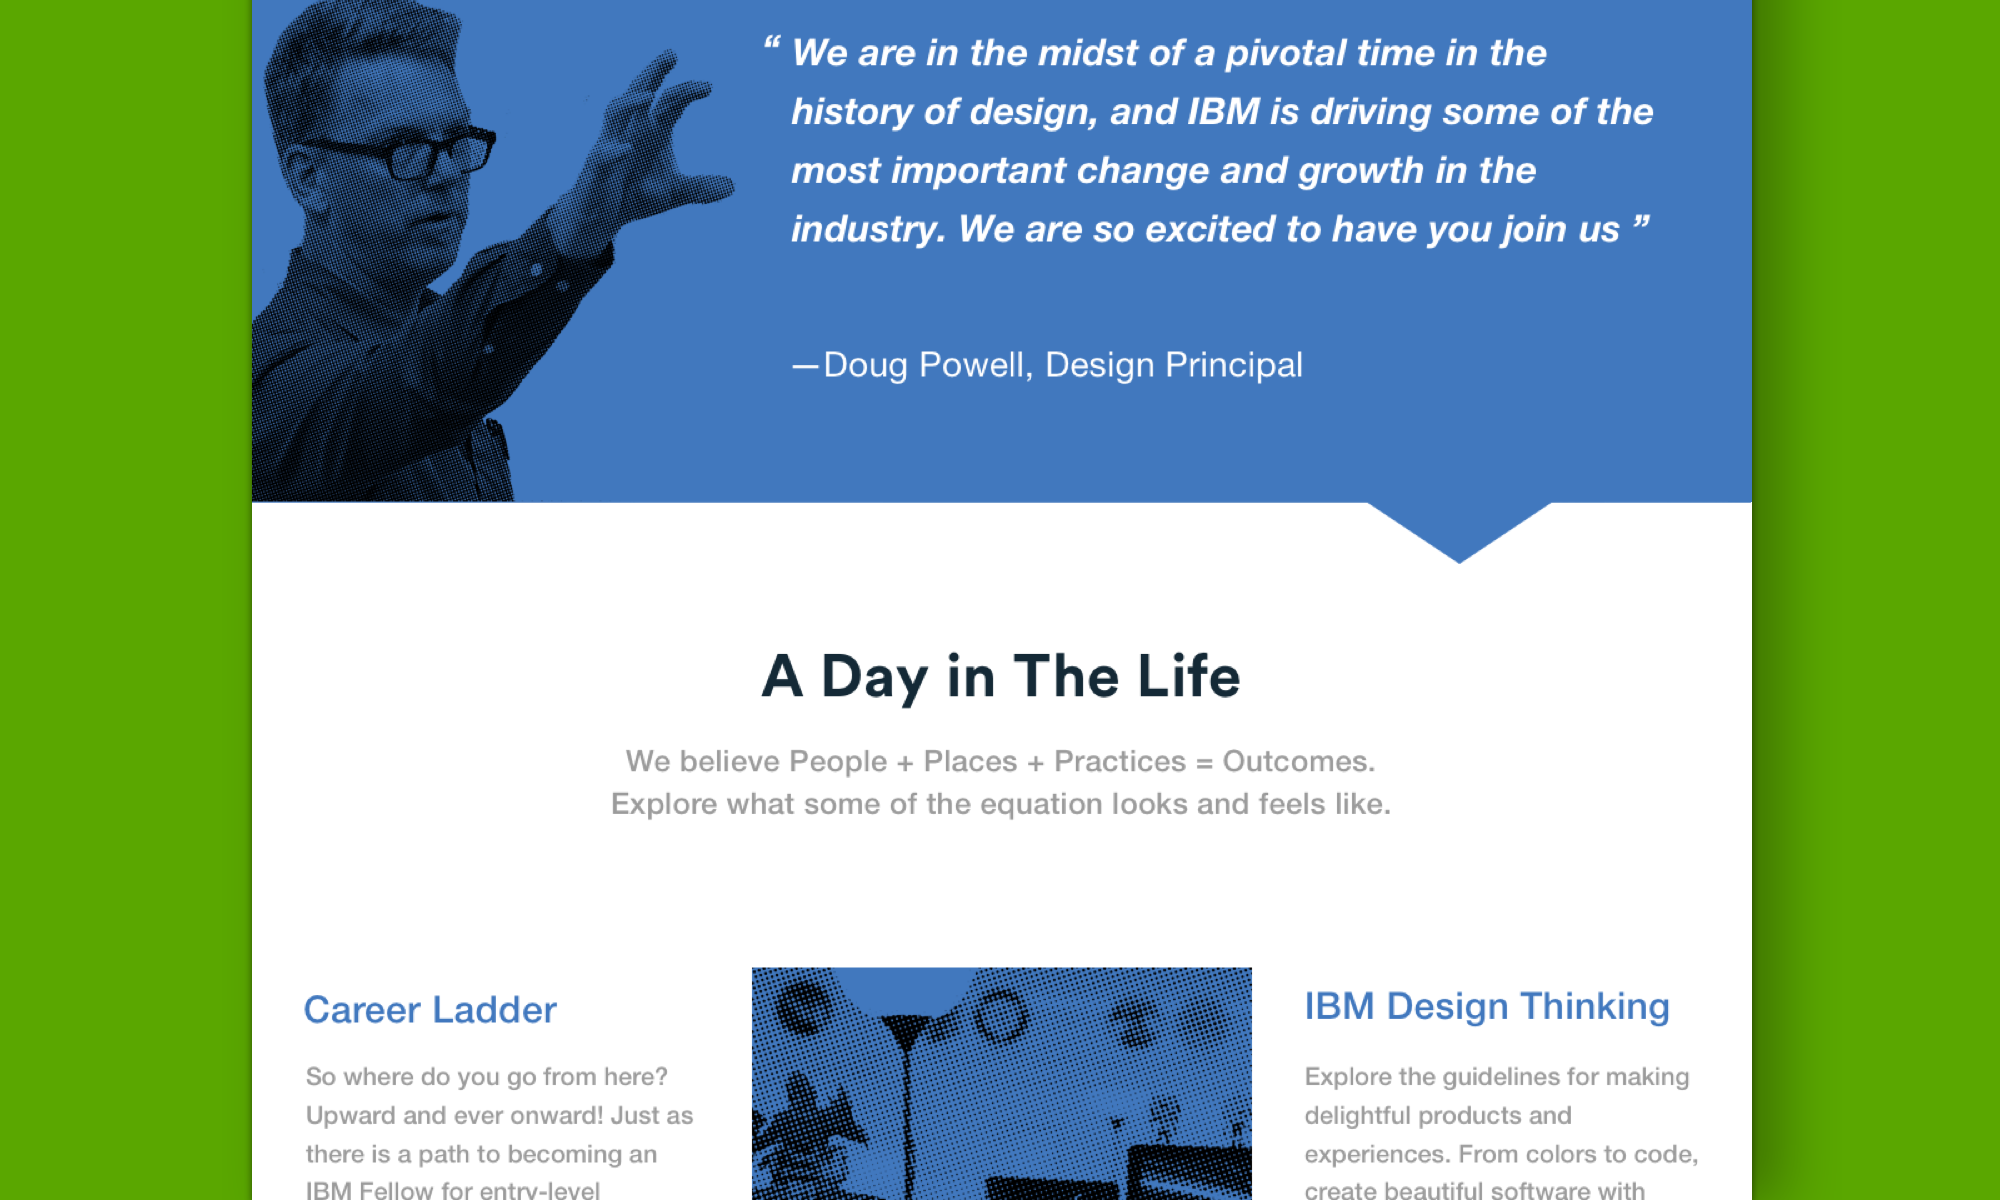 “ We are in the midst of a pivotal time in the
history of design, and IBM is driving some of the
most important change and growth in the
industry. We are so excited to have you join us ”
—Doug Powell, Design Principal
A Day in The Life
We believe People + Places + Practices = Outcomes.
Explore what some of the equation looks and feels like.
Career Ladder
So where do you go from here?
Upward and ever onward! Just as
there is a path to becoming an
IBM Fellow for entry-level
IBM Design Thinking
Explore the guidelines for making
delightful products and
experiences. From colors to code,
create beautiful software with